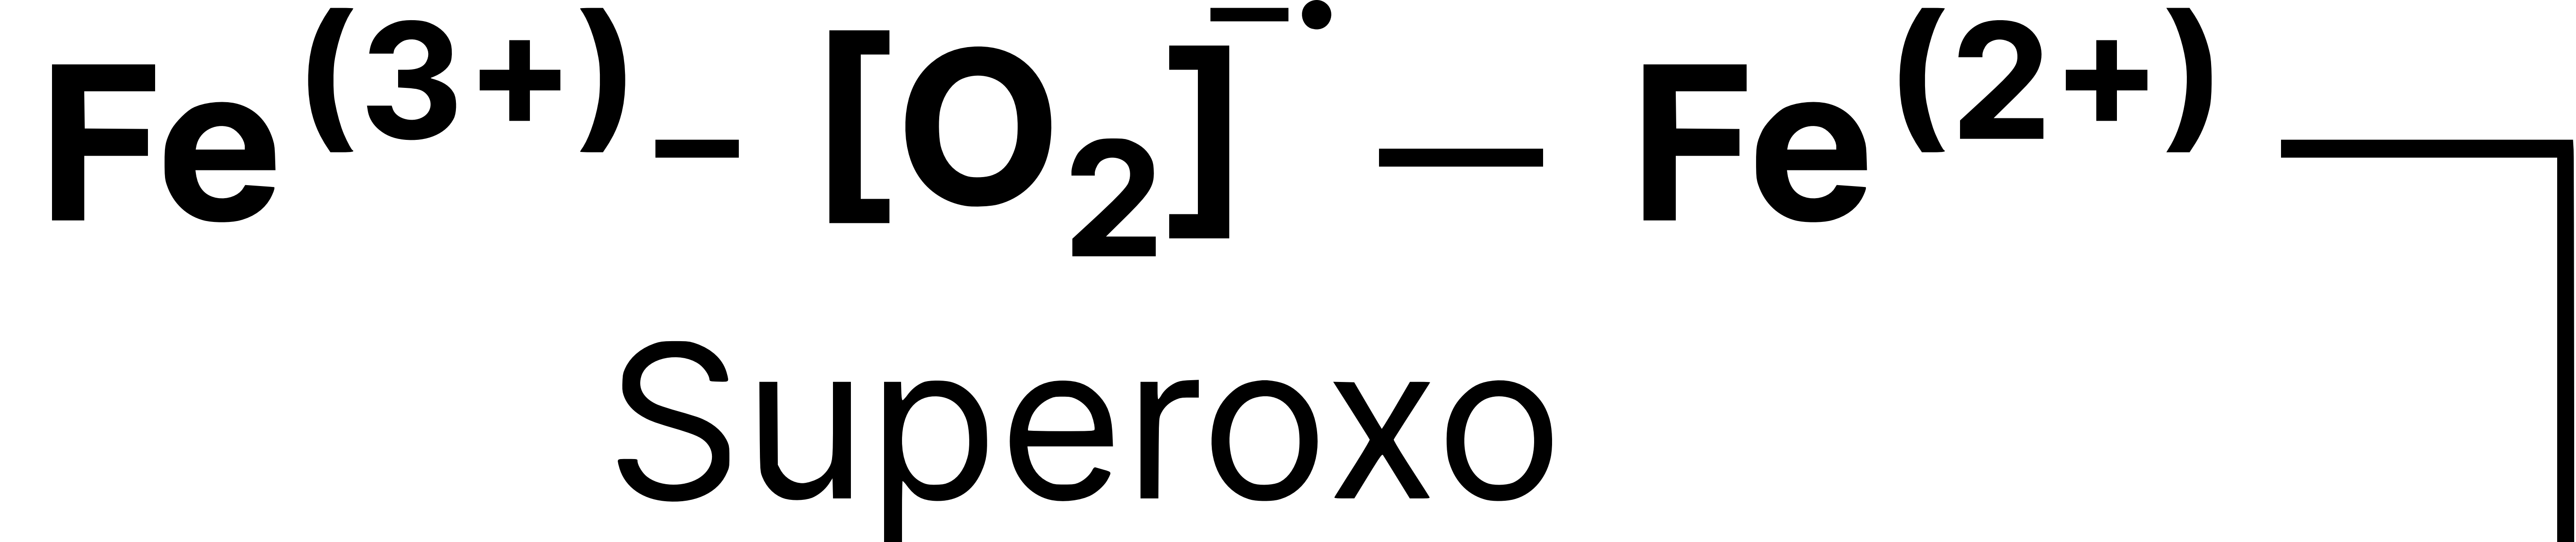 Fe⁽³⁺⁾– [O₂]⁻• — Fe⁽²⁺⁾
Superoxo